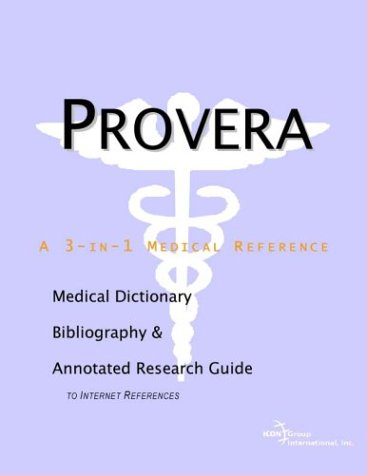 PROVERA
A 3-IN-1 MEDICAL REFERENCE
Medical Dictionary
Bibliography &
Annotated Research Guide
TO INTERNET REFERENCES
ICON Group
International, Inc.